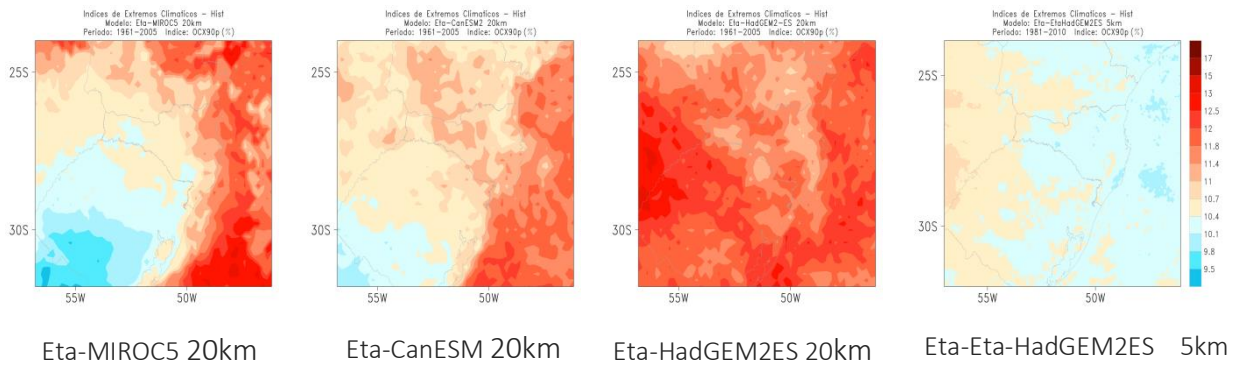 Indices de Extremos Climaticos – Hist
Modelo: Eta–MIROC5 20km
Periodo: 1961–2005 Indice: OCX90p(%)
25S
30S
55W
50W
Eta-MIROC5 20km
Indices de Extremos Climaticos – Hist
Modelo: Eta–CanESM2 20km
Periodo: 1961–2005 Indice: OCX90p(%)
25S
30S
55W
50W
Eta-CanESM 20km
Indices de Extremos Climaticos – Hist
Modelo: Eta–HadGEM2–ES 20km
Periodo: 1961–2005 Indice: OCX90p(%)
25S
30S
55W
50W
Eta-HadGEM2ES 20km
Indices de Extremos Climaticos – Hist
Modelo: Eta–EtaHadGEM2ES 5km
Periodo: 1981–2010 Indice: OCX90p(%)
25S
30S
55W
50W
17
15
13
12.5
12
11.8
11.4
11
10.7
10.4
10.1
9.8
9.5
Eta-Eta-HadGEM2ES 5km